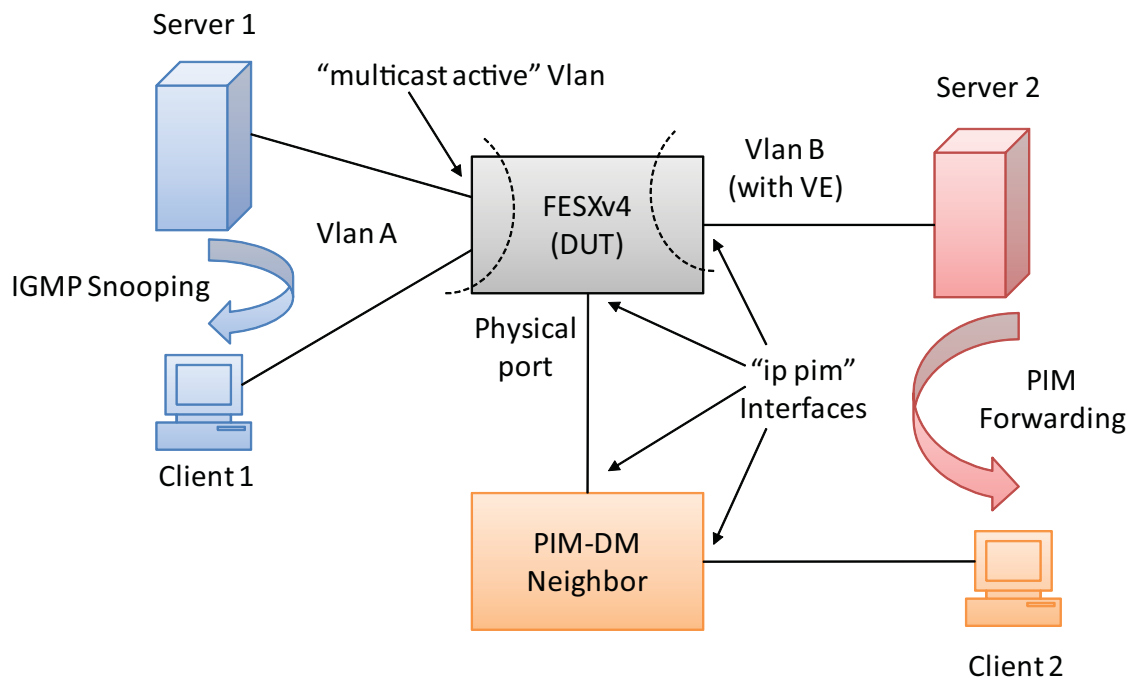 Server 1
“multicast active” Vlan
Server 2
Vlan B
(with VE)
FESXv4
(DUT)
Vlan A
IGMP Snooping
Physical
port
“ip pim”
Interfaces
PIM
Forwarding
Client 1
PIM-DM
Neighbor
Client 2